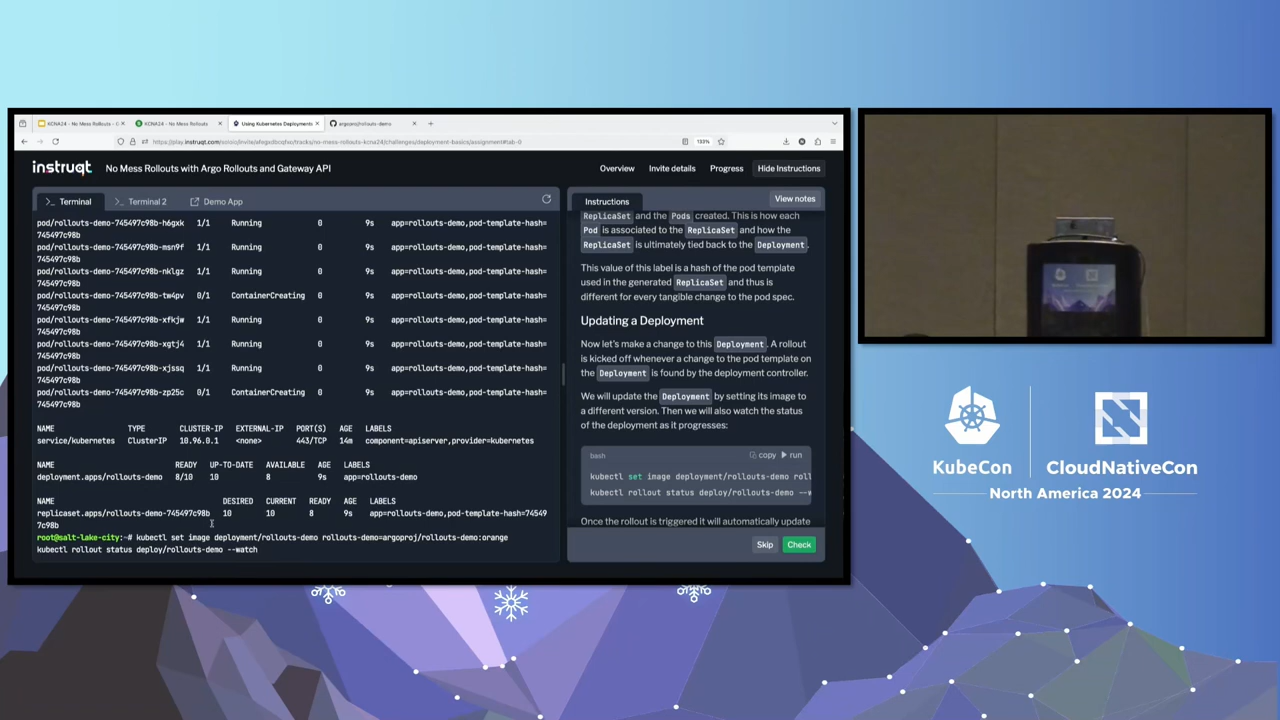 KCNA24 - No Mess Rollouts - G
KCNA24 - No Mess Rollouts
Using Kubernetes Deployments
argoproj/rollouts-demo
133%
instruqt
No Mess Rollouts with Argo Rollouts and Gateway API
Overview
Invite details
Progress
Hide Instructions
>_ Terminal
>_ Terminal 2
Demo App
pod/rollouts-demo-745497c98b-h6gxk 1/1 Running 0 9s app=rollouts-demo,pod-template-hash=
745497c98b
pod/rollouts-demo-745497c98b-msn9f 1/1 Running 0 9s app=rollouts-demo,pod-template-hash=
745497c98b
pod/rollouts-demo-745497c98b-nklgz 1/1 Running 0 9s app=rollouts-demo,pod-template-hash=
745497c98b
pod/rollouts-demo-745497c98b-tw4pv 0/1 ContainerCreating 0 9s app=rollouts-demo,pod-template-hash=
745497c98b
pod/rollouts-demo-745497c98b-xfkjw 1/1 Running 0 9s app=rollouts-demo,pod-template-hash=
745497c98b
pod/rollouts-demo-745497c98b-xgtj4 1/1 Running 0 9s app=rollouts-demo,pod-template-hash=
745497c98b
pod/rollouts-demo-745497c98b-xjssq 1/1 Running 0 9s app=rollouts-demo,pod-template-hash=
745497c98b
pod/rollouts-demo-745497c98b-zp25c 0/1 ContainerCreating 0 9s app=rollouts-demo,pod-template-hash=
745497c98b
NAME TYPE CLUSTER-IP EXTERNAL-IP PORT(S) AGE LABELS
service/kubernetes ClusterIP 10.96.0.1 <none> 443/TCP 14m component=apiserver,provider=kubernetes
NAME READY UP-TO-DATE AVAILABLE AGE LABELS
deployment.apps/rollouts-demo 8/10 10 8 9s app=rollouts-demo
NAME DESIRED CURRENT READY AGE LABELS
replicaset.apps/rollouts-demo-745497c98b 10 10 8 9s app=rollouts-demo,pod-template-hash=74549
7c98b
root@salt-lake-city:~# kubectl set image deployment/rollouts-demo rollouts-demo=argoproj/rollouts-demo:orange
kubectl rollout status deploy/rollouts-demo --watch
Instructions
View notes
ReplicaSet and the Pods created. This is how each
Pod is associated to the ReplicaSet and how the
ReplicaSet is ultimately tied back to the Deployment.
This value of this label is a hash of the pod template
used in the generated ReplicaSet and thus is
different for every tangible change to the pod spec.
Updating a Deployment
Now let's make a change to this Deployment. A rollout
is kicked off whenever a change to the pod template on
the Deployment is found by the deployment controller.
We will update the Deployment by setting its image to
a different version. Then we will also watch the status
of the deployment as it progresses:
bash
copy
run
kubectl set image deployment/rollouts-demo roll
kubectl rollout status deploy/rollouts-demo --w
Once the rollout is triggered it will automatically update
Skip
Check
KubeCon
CloudNativeCon
North America 2024